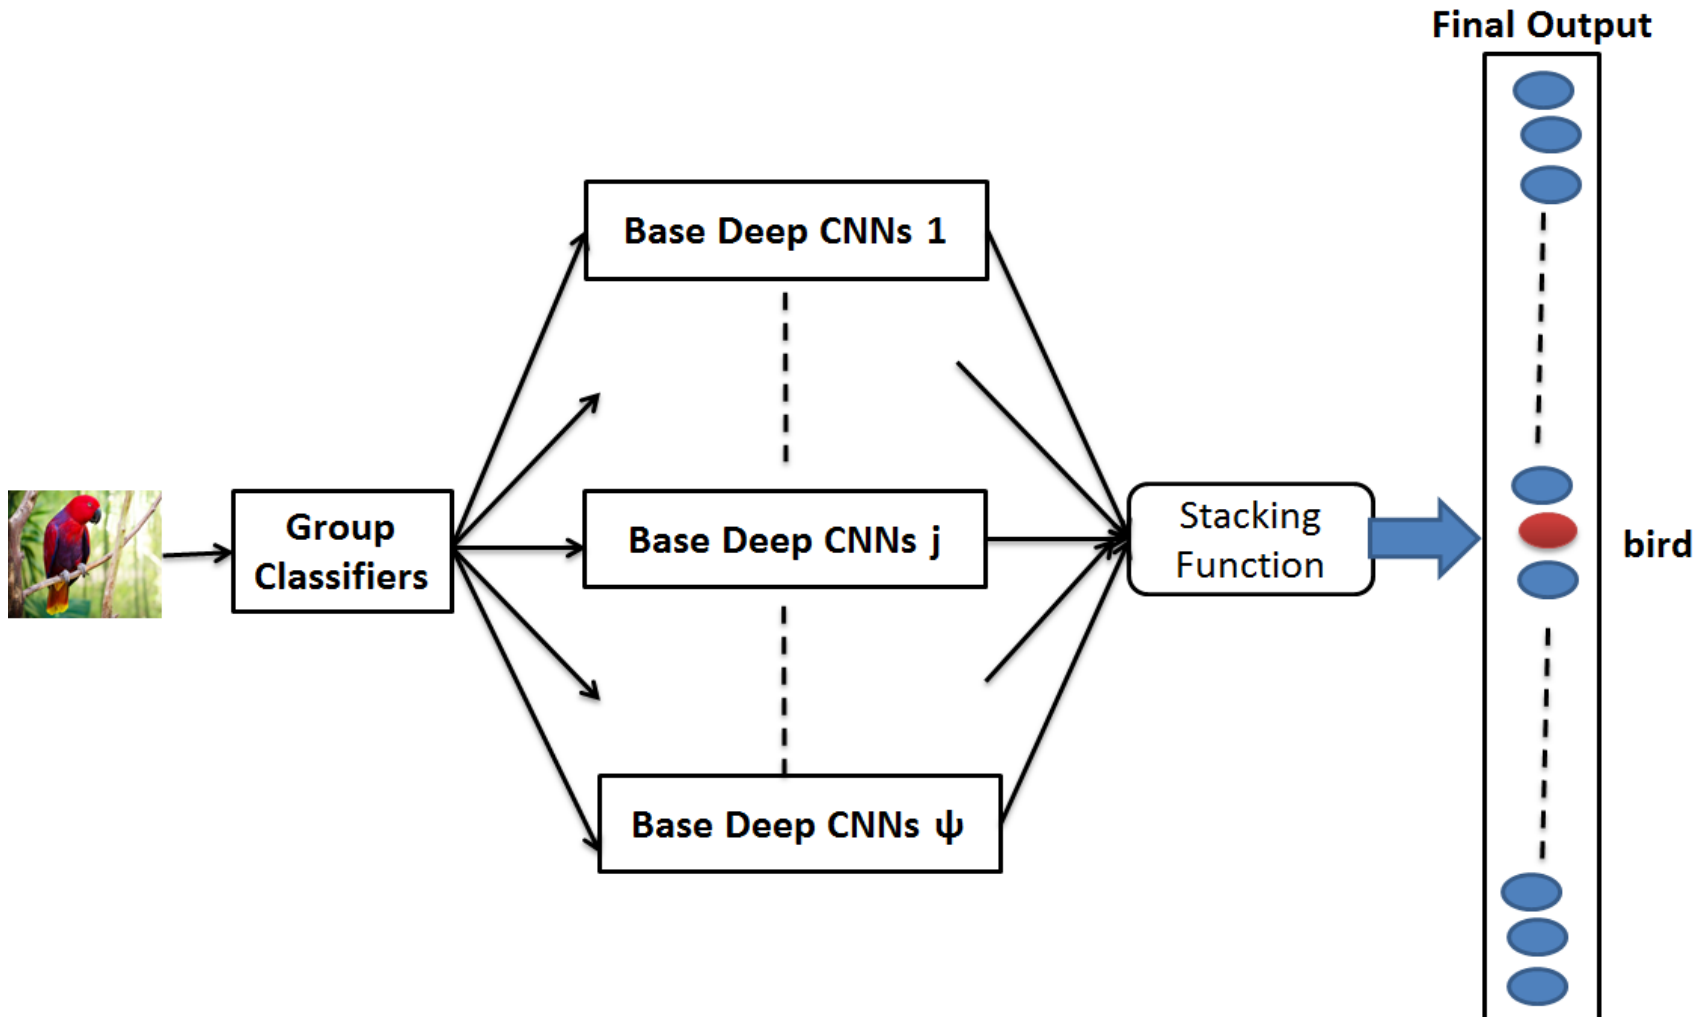 Final Output
Base Deep CNNs 1
Group
Classifiers
Base Deep CNNs j
Stacking
Function
bird
Base Deep CNNs ψ